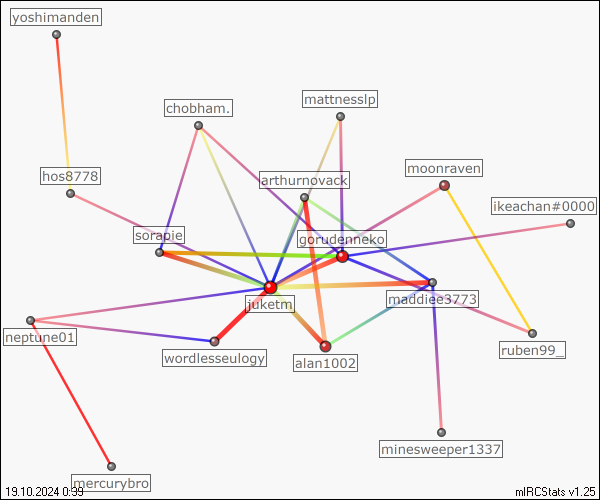 yoshimanden
mattnesslp
chobham.
moonraven
hos8778
arthurnovack
ikeachan#0000
sorapie
gorudenneko
juketm
maddiee3773
neptune01
wordlesseulogy
alan1002
ruben99_
minesweeper1337
mercurybro
19.10.2024 0:39
mIRCStats v1.25